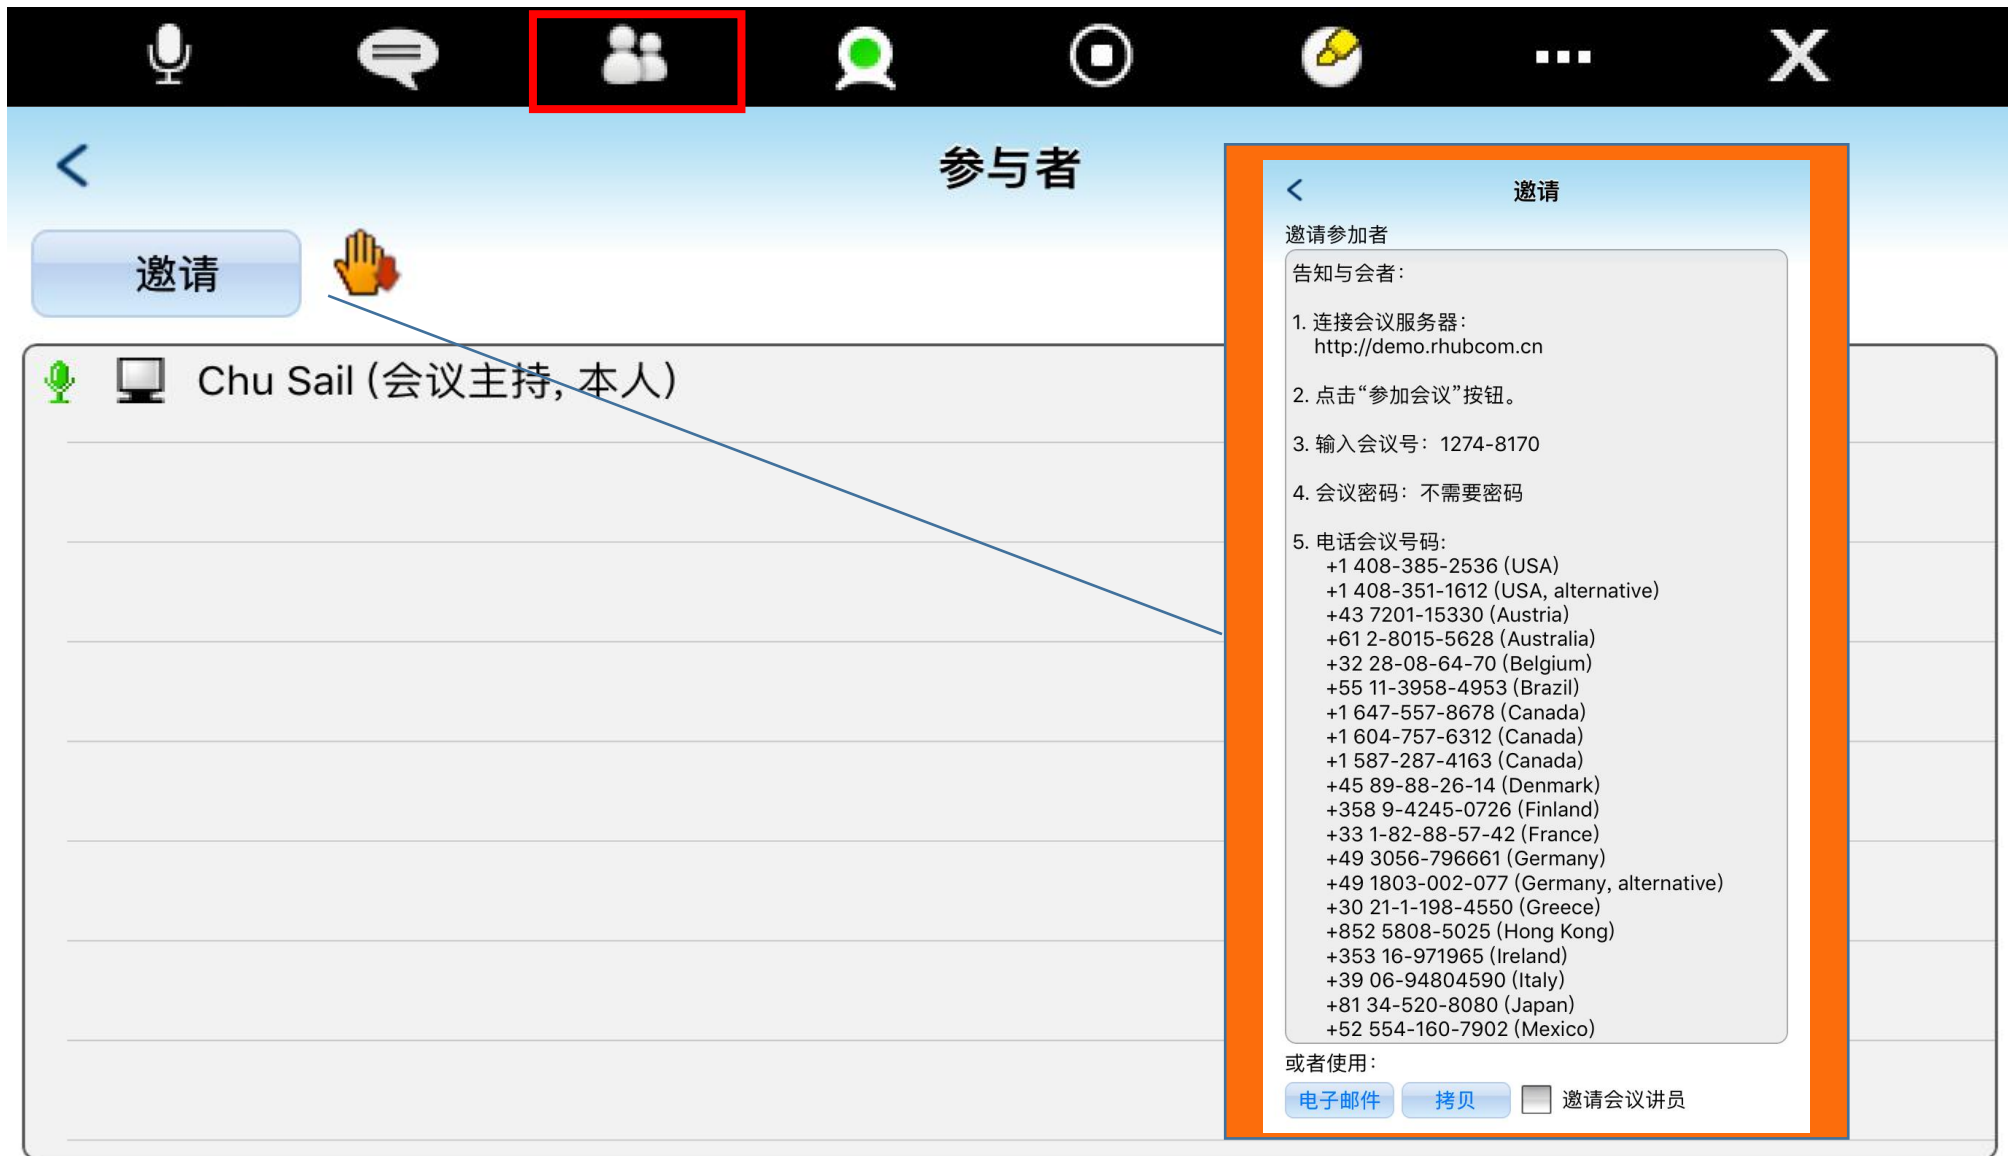 参与者
邀请
Chu Sail (会议主持, 本人)
邀请
邀请参加者
告知与会者:
1. 连接会议服务器:
http://demo.rhubcom.cn
2. 点击“参加会议”按钮。
3. 输入会议号: 1274-8170
4. 会议密码: 不需要密码
5. 电话会议号码:
+1 408-385-2536 (USA)
+1 408-351-1612 (USA, alternative)
+43 7201-15330 (Austria)
+61 2-8015-5628 (Australia)
+32 28-08-64-70 (Belgium)
+55 11-3958-4953 (Brazil)
+1 647-557-8678 (Canada)
+1 604-757-6312 (Canada)
+1 587-287-4163 (Canada)
+45 89-88-26-14 (Denmark)
+358 9-4245-0726 (Finland)
+33 1-82-88-57-42 (France)
+49 3056-796661 (Germany)
+49 1803-002-077 (Germany, alternative)
+30 21-1-198-4550 (Greece)
+852 5808-5025 (Hong Kong)
+353 16-971965 (Ireland)
+39 06-94804590 (Italy)
+81 34-520-8080 (Japan)
+52 554-160-7902 (Mexico)
或者使用:
电子邮件 拷贝 邀请会议讲员